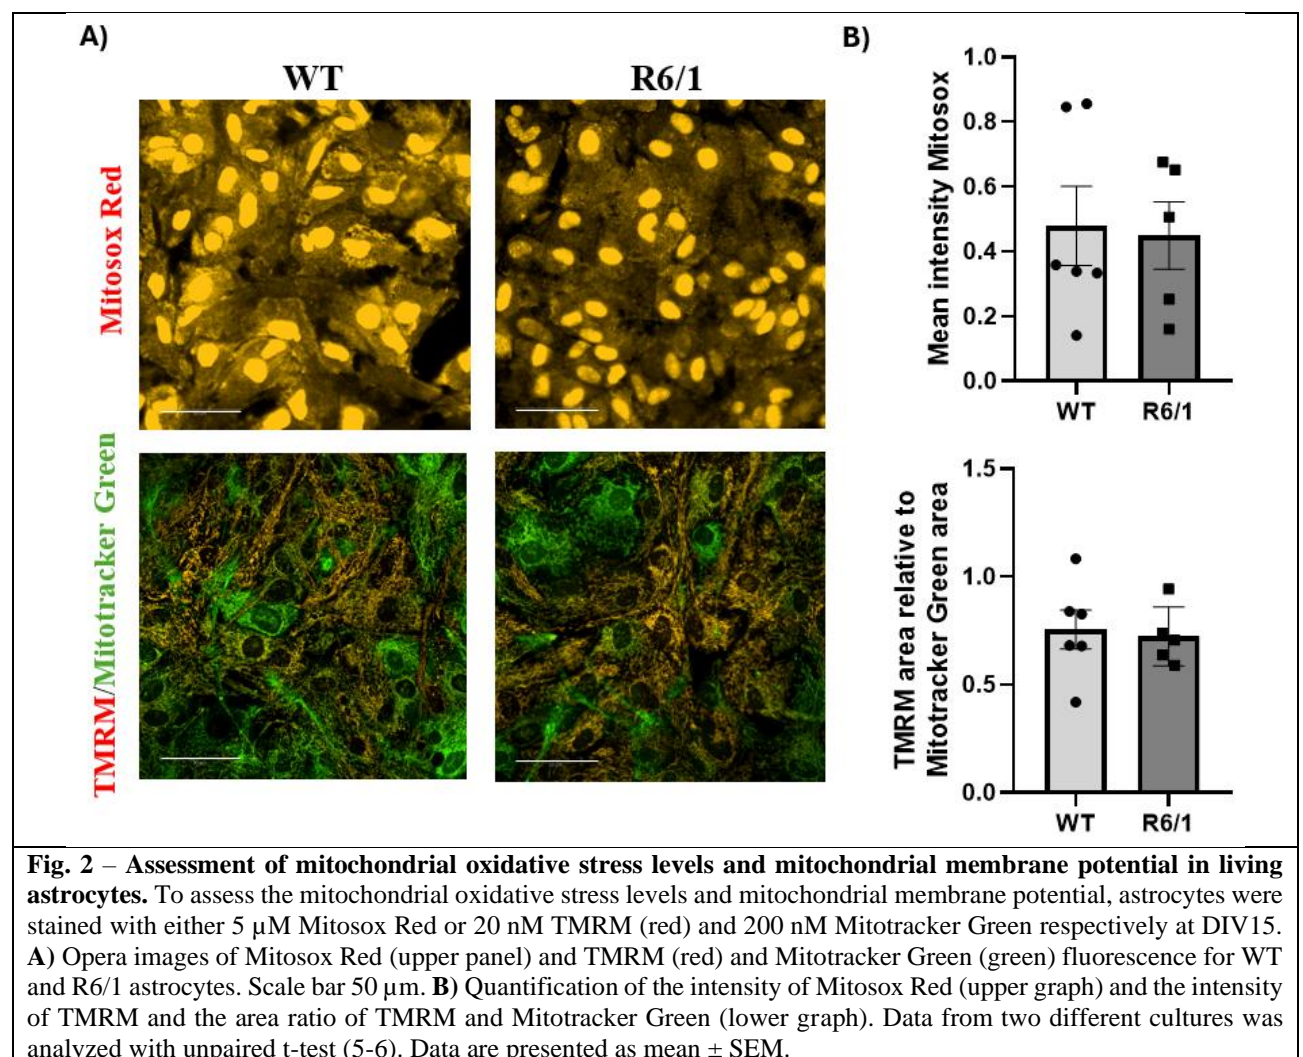 A)
WT
R6/1
Mitosox Red
TMRM/Mitotracker Green
B)
Mean intensity Mitosox
1.0
0.8
0.6
0.4
0.2
0.0
WT
R6/1
TMRM area relative to
Mitotracker Green area
1.5
1.0
0.5
0.0
WT
R6/1
Fig. 2 – Assessment of mitochondrial oxidative stress levels and mitochondrial membrane potential in living
astrocytes. To assess the mitochondrial oxidative stress levels and mitochondrial membrane potential, astrocytes were
stained with either 5 µM Mitosox Red or 20 nM TMRM (red) and 200 nM Mitotracker Green respectively at DIV15.
A) Opera images of Mitosox Red (upper panel) and TMRM (red) and Mitotracker Green (green) fluorescence for WT
and R6/1 astrocytes. Scale bar 50 µm. B) Quantification of the intensity of Mitosox Red (upper graph) and the intensity
of TMRM and the area ratio of TMRM and Mitotracker Green (lower graph). Data from two different cultures was
analyzed with unpaired t-test (5-6). Data are presented as mean ± SEM.